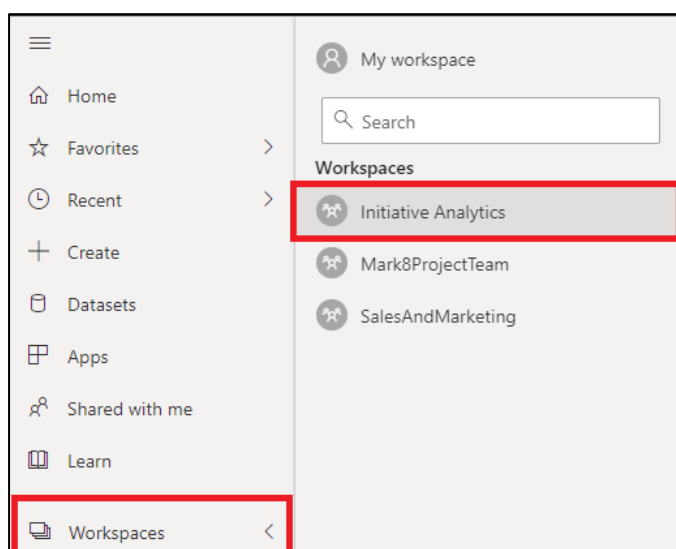 Home
Favorites
Recent
Create
Datasets
Apps
Shared with me
Learn
Workspaces
My workspace
Search
Workspaces
Initiative Analytics
Mark8ProjectTeam
SalesAndMarketing